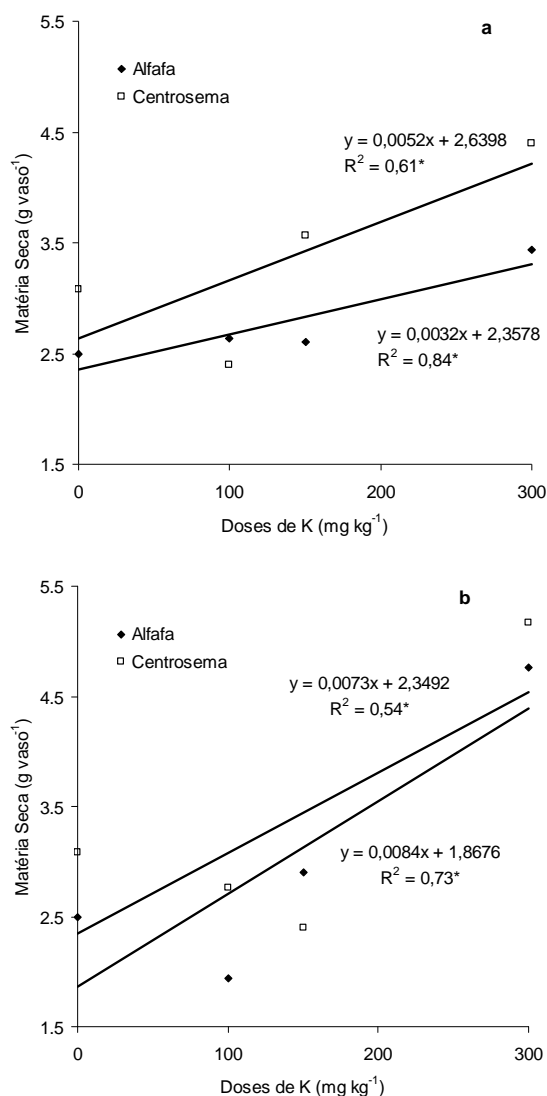 a
5.5
Alfafa
Centrosema
4.5
y = 0,0052x + 2,6398
R² = 0,61*
3.5
y = 0,0032x + 2,3578
R² = 0,84*
2.5
1.5
0 100 200 300
Matéria Seca (g vaso⁻¹)
Doses de K (mg kg⁻¹)
b
5.5
Alfafa
Centrosema
y = 0,0073x + 2,3492
R² = 0,54*
4.5
3.5
y = 0,0084x + 1,8676
R² = 0,73*
2.5
1.5
0 100 200 300
Matéria Seca (g vaso⁻¹)
Doses de K (mg kg⁻¹)